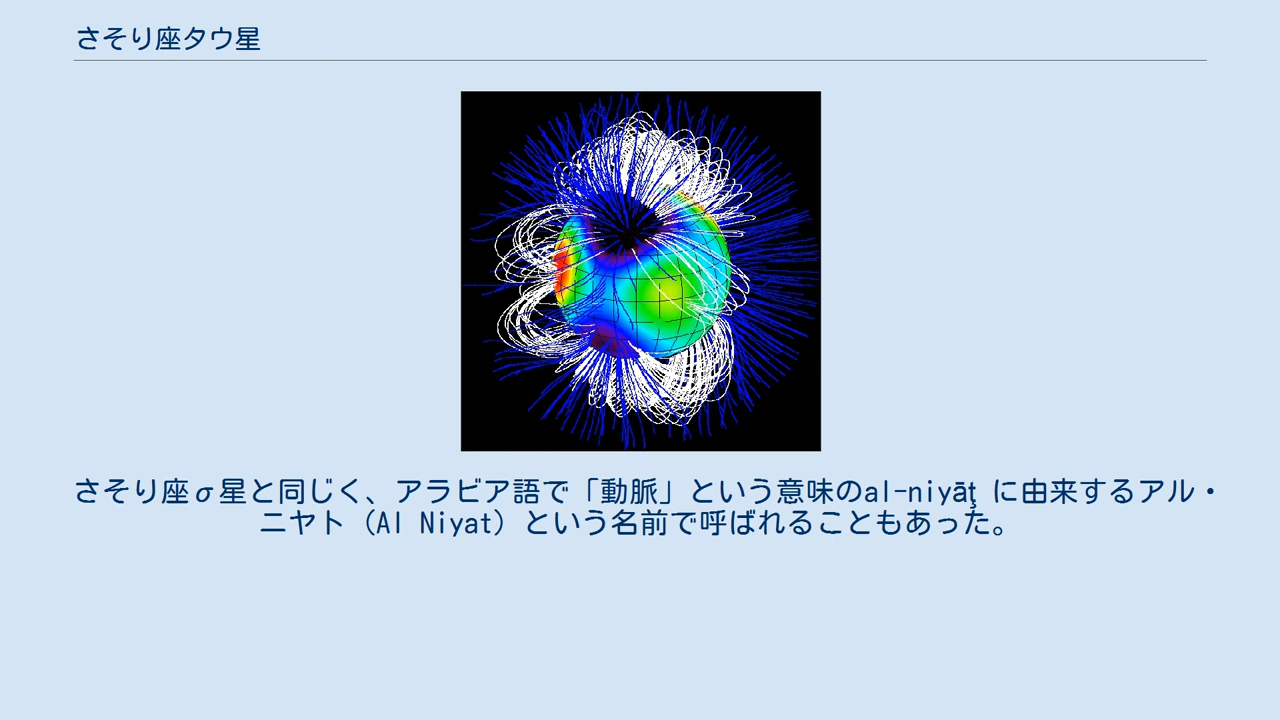 さそり座タウ星
さそり座σ星と同じく、アラビア語で「動脈」という意味のal-niyāţ に由来するアル・
ニヤト（Al Niyat）という名前で呼ばれることもあった。